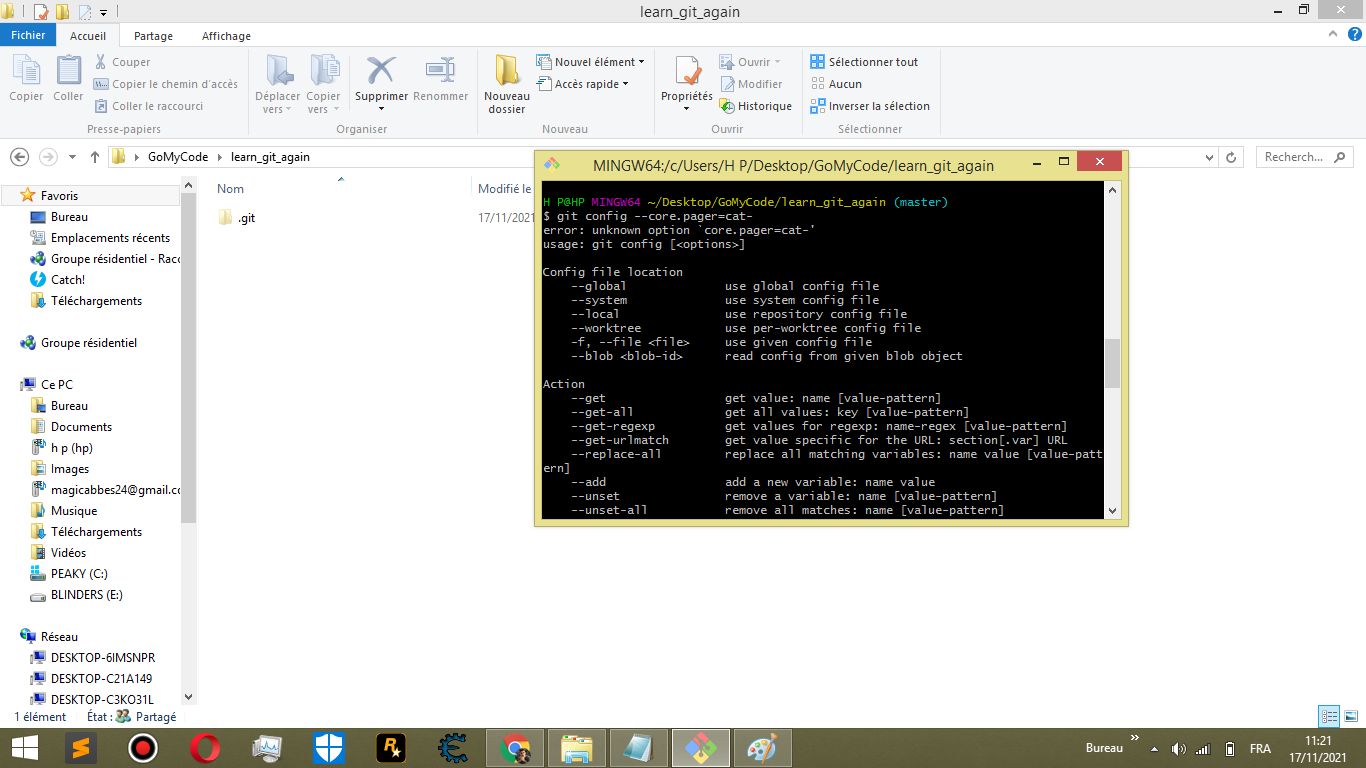 learn_git_again
Fichier
Accueil
Partage
Affichage
Copier
Coller
Couper
Copier le chemin d'accès
Coller le raccourci
Presse-papiers
Déplacer vers
Copier vers
Supprimer
Renommer
Organiser
Nouveau dossier
Nouvel élément
Accès rapide
Nouveau
Propriétés
Ouvrir
Modifier
Historique
Ouvrir
Sélectionner tout
Aucun
Inverser la sélection
Sélectionner
GoMyCode
learn_git_again
Recherch...
Favoris
Bureau
Emplacements récents
Groupe résidentiel - Racc
Catch!
Téléchargements
Groupe résidentiel
Ce PC
Bureau
Documents
h p (hp)
Images
magicabbes24@gmail.co
Musique
Téléchargements
Vidéos
PEAKY (C:)
BLINDERS (E:)
Réseau
DESKTOP-6IMSNPR
DESKTOP-C21A149
DESKTOP-C3KO31L
Nom
Modifié le
.git
17/11/2021
MINGW64:/c/Users/H P/Desktop/GoMyCode/learn_git_again
H P@HP MINGW64 ~/Desktop/GoMyCode/learn_git_again (master)
$ git config --core.pager=cat-
error: unknown option `core.pager=cat-'
usage: git config [<options>]
Config file location
--global use global config file
--system use system config file
--local use repository config file
--worktree use per-worktree config file
-f, --file <file> use given config file
--blob <blob-id> read config from given blob object
Action
--get get value: name [value-pattern]
--get-all get all values: key [value-pattern]
--get-regexp get values for regexp: name-regex [value-pattern]
--get-urlmatch get value specific for the URL: section[.var] URL
--replace-all replace all matching variables: name value [value-patt
ern]
--add add a new variable: name value
--unset remove a variable: name [value-pattern]
--unset-all remove all matches: name [value-pattern]
1 élément
État : Partagé
Bureau
FRA
11:21
17/11/2021